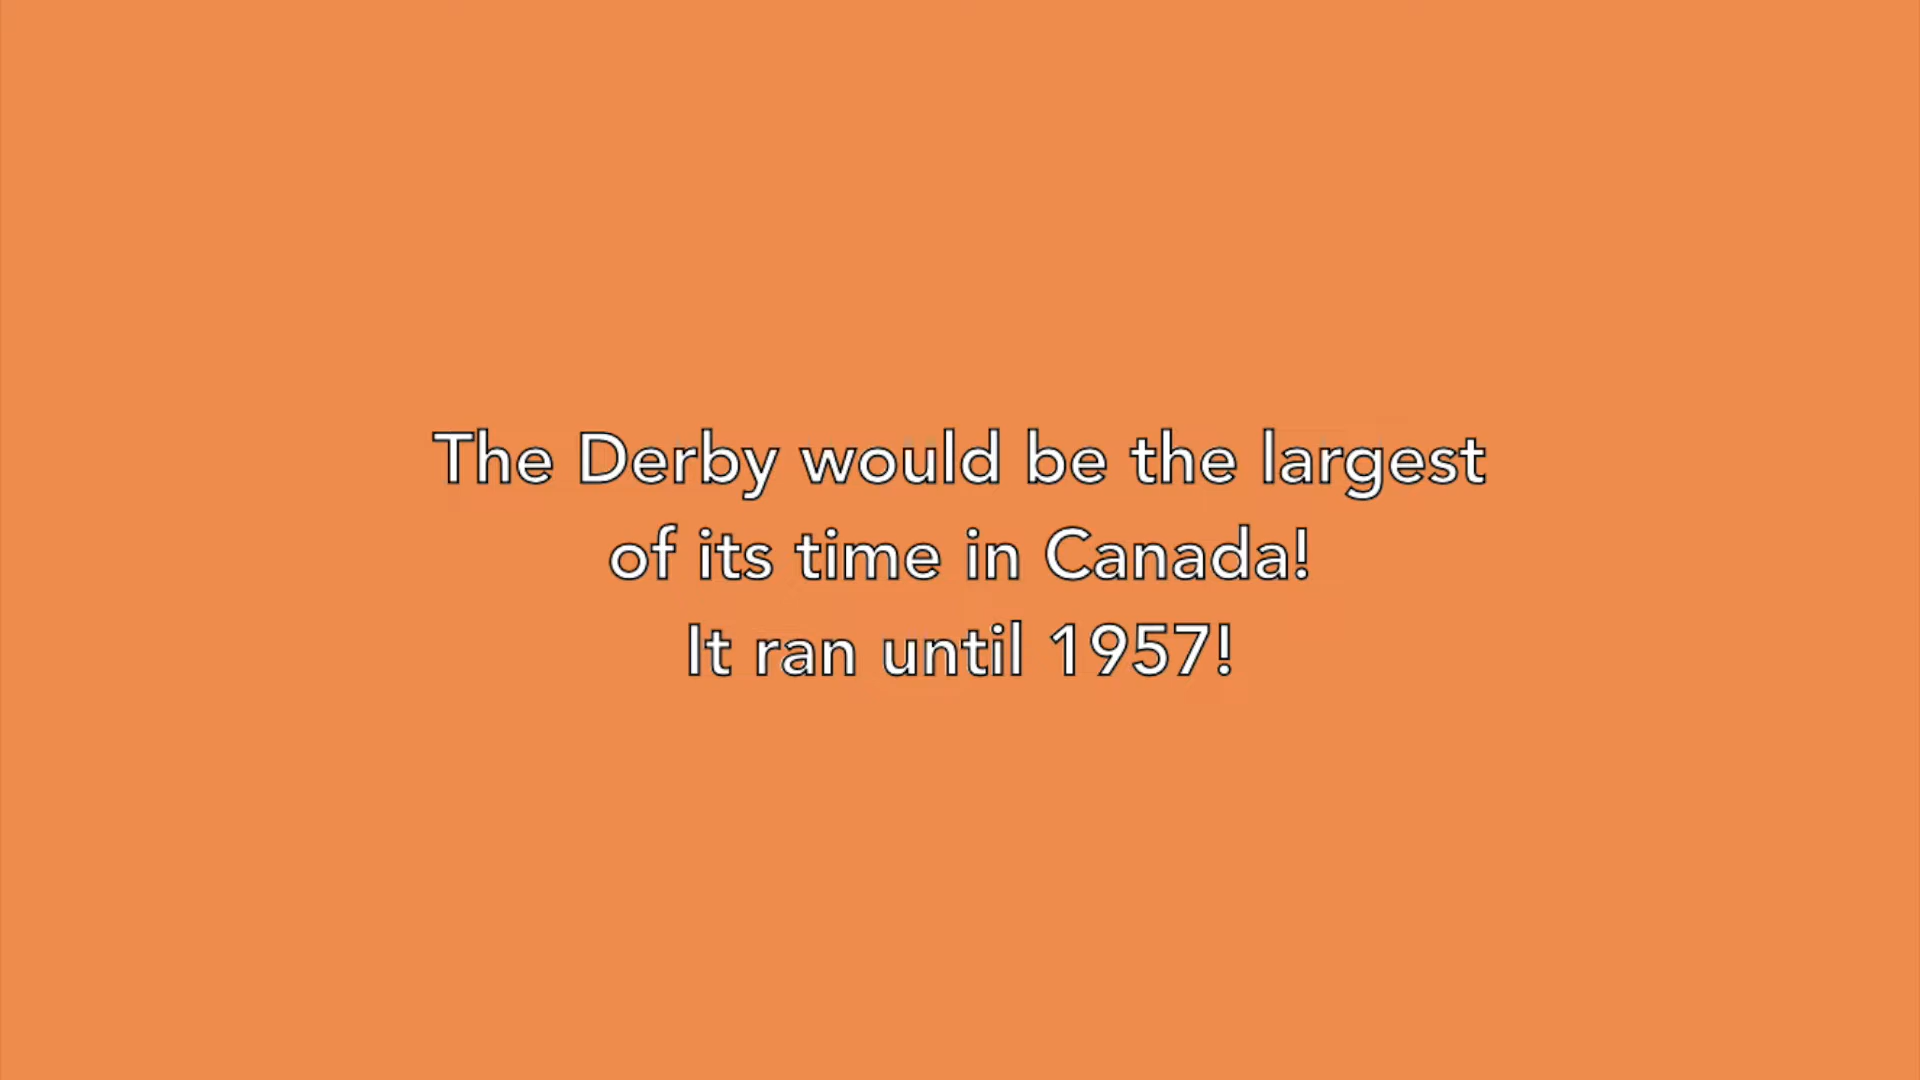 The Derby would be the largest
of its time in Canada!
It ran until 1957!